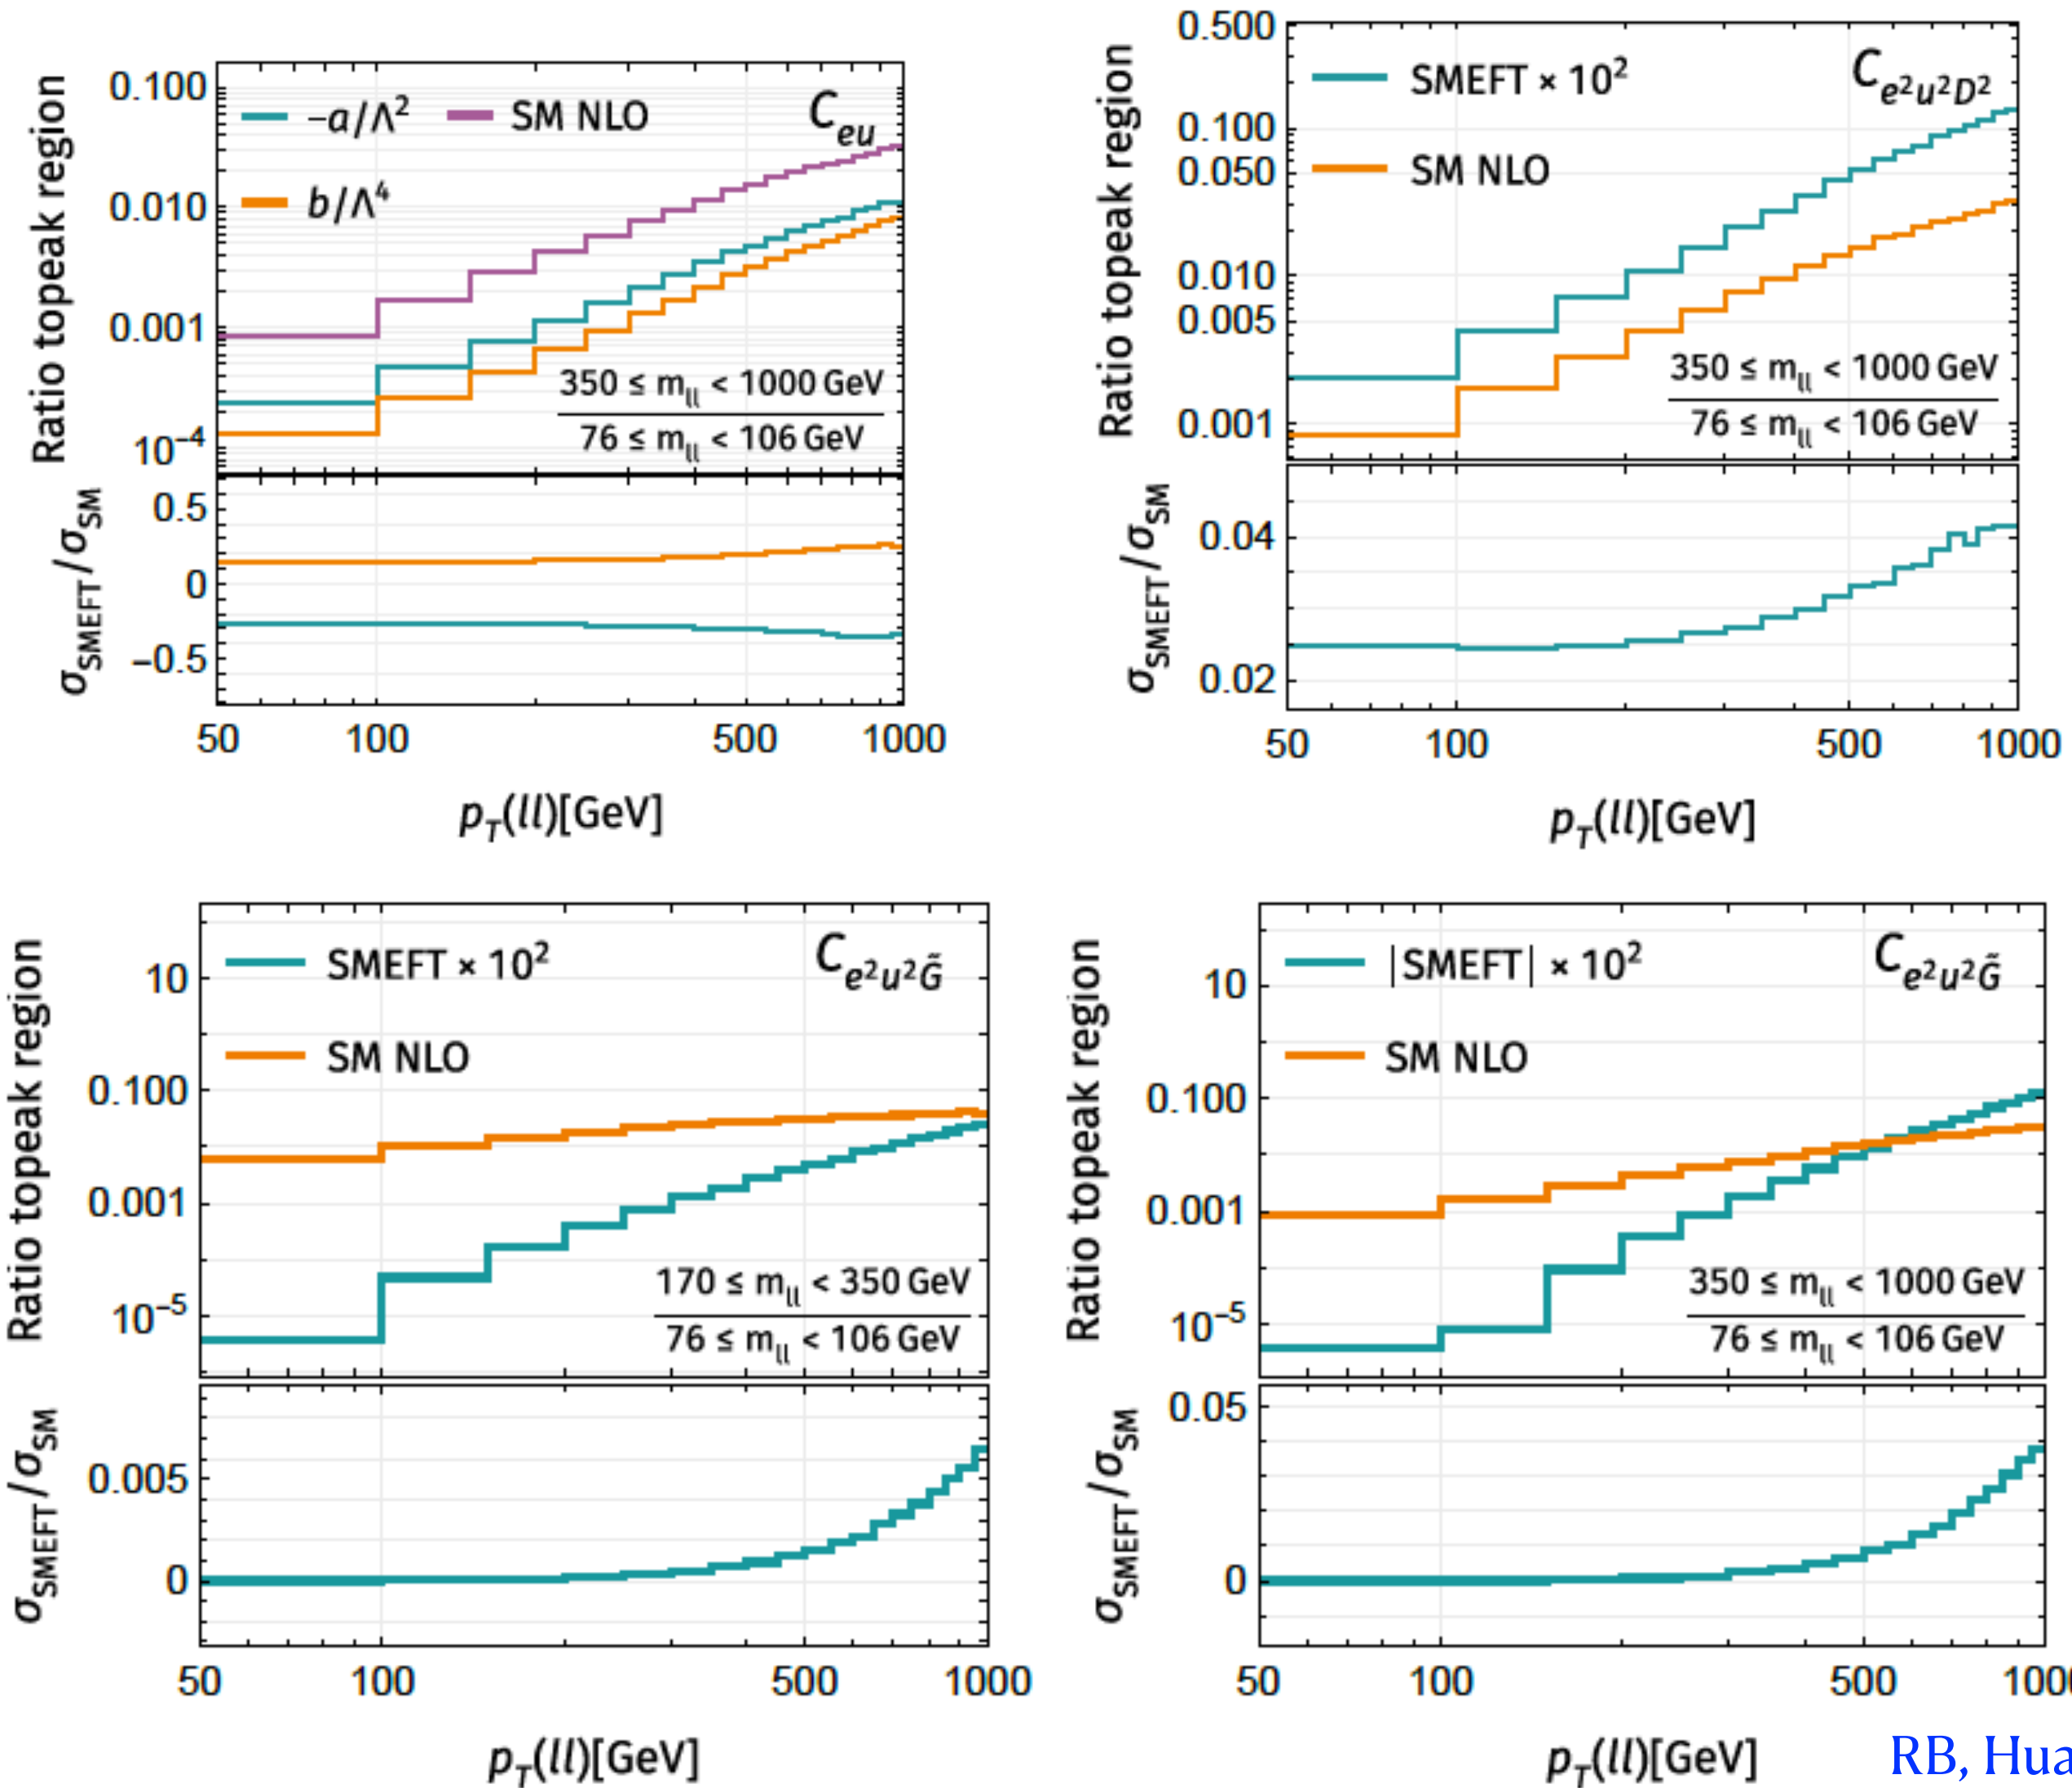 Ratio topeak region
0.100
0.010
0.001
10⁻⁴
−a/Λ² SM NLO
b/Λ⁴
C_eu
350 ≤ m_ll < 1000 GeV
76 ≤ m_ll < 106 GeV
σ_SMEFT/σ_SM
0.5
0
−0.5
50 100 500 1000
p_T(ll)[GeV]
Ratio topeak region
0.500
0.100
0.050
0.010
0.005
0.001
SMEFT × 10²
SM NLO
C_e²u²D²
350 ≤ m_ll < 1000 GeV
76 ≤ m_ll < 106 GeV
σ_SMEFT/σ_SM
0.04
0.02
50 100 500 1000
p_T(ll)[GeV]
Ratio topeak region
10
0.100
0.001
10⁻⁵
SMEFT × 10²
SM NLO
C_e²u²G̃
170 ≤ m_ll < 350 GeV
76 ≤ m_ll < 106 GeV
σ_SMEFT/σ_SM
0.005
0
50 100 500 1000
p_T(ll)[GeV]
Ratio topeak region
10
0.100
0.001
10⁻⁵
|SMEFT| × 10²
SM NLO
C_e²u²G̃
350 ≤ m_ll < 1000 GeV
76 ≤ m_ll < 106 GeV
σ_SMEFT/σ_SM
0.05
0
50 100 500
p_T(ll)[GeV]
RB,